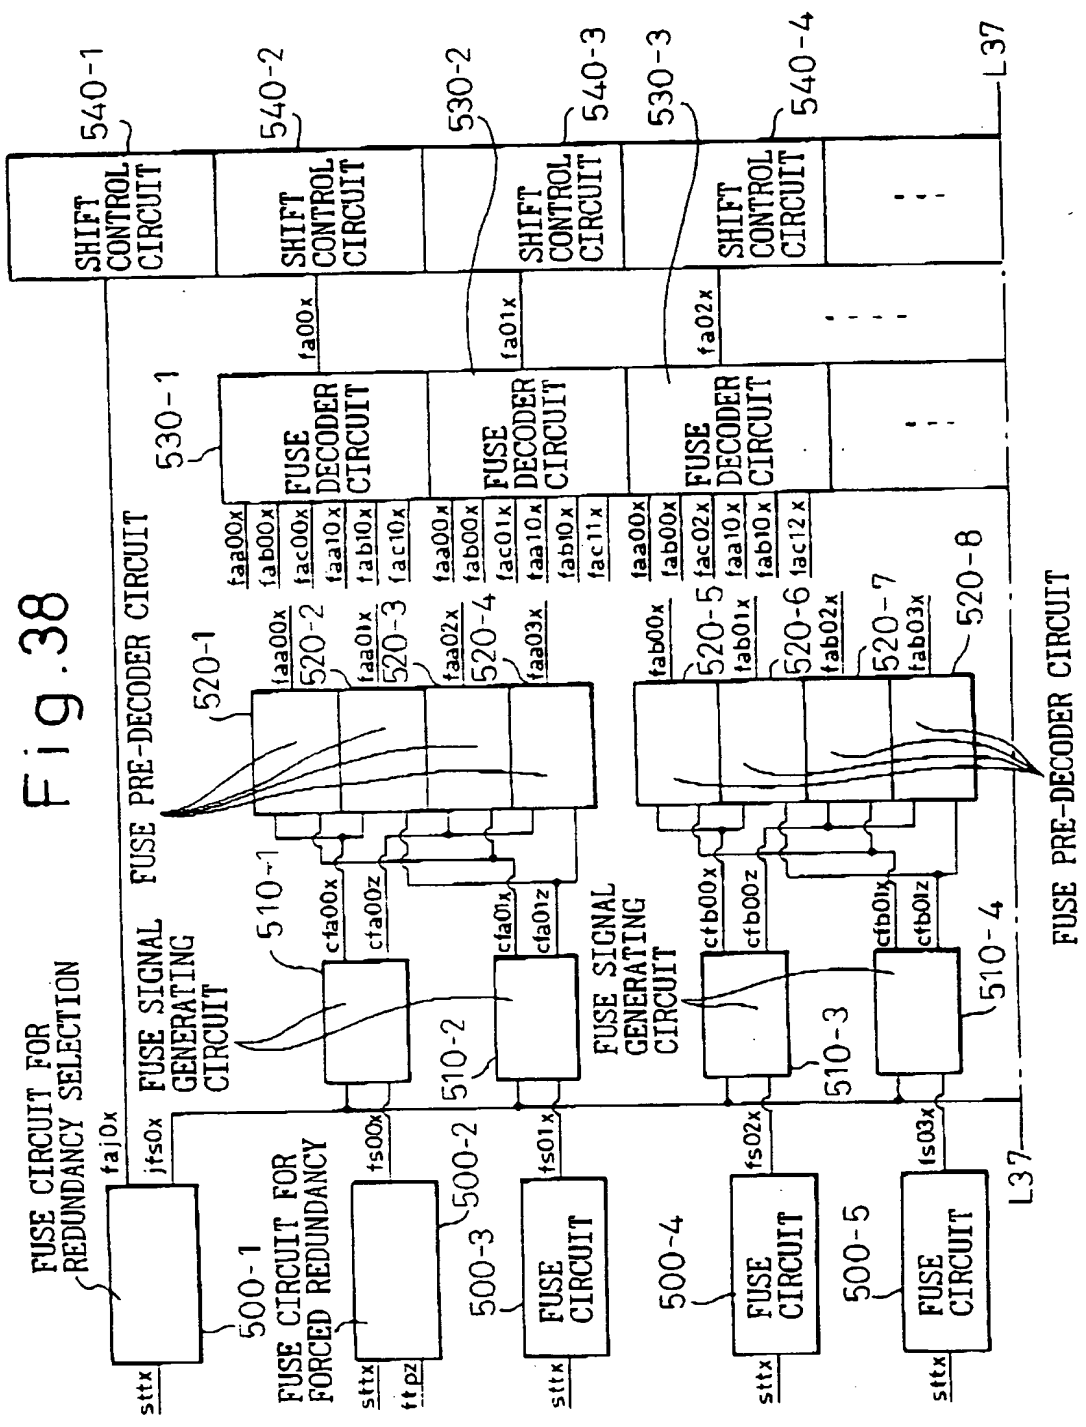 Fig.38
FUSE CIRCUIT FOR
REDUNDANCY SELECTION
sttx
500-1
faj0x
jfs0x
FUSE CIRCUIT FOR
FORCED REDUNDANCY
sttx
ftpz
500-2
fs00x
sttx
FUSE
CIRCUIT
500-3
fs01x
sttx
FUSE
CIRCUIT
500-4
fs02x
sttx
FUSE
CIRCUIT
500-5
fs03x
L37
FUSE SIGNAL
GENERATING
CIRCUIT
510-1
cfa00x
cfa00z
510-2
cfa01x
cfa01z
FUSE SIGNAL
GENERATING
CIRCUIT
510-3
cfb00x
cfb00z
510-4
cfb01x
cfb01z
FUSE PRE-DECODER CIRCUIT
520-1
faa00x
520-2
faa01x
520-3
faa02x
520-4
faa03x
fab00x
520-5
fab01x
520-6
fab02x
520-7
fab03x
520-8
FUSE PRE-DECODER CIRCUIT
530-1
faa00x
fab00x
fac00x
faa10x
fab10x
fac10x
FUSE
DECODER
CIRCUIT
fa00x
faa00x
fab00x
fac01x
faa10x
fab10x
fac11x
FUSE
DECODER
CIRCUIT
fa01x
530-2
faa00x
fab00x
fac02x
faa10x
fab10x
fac12x
FUSE
DECODER
CIRCUIT
fa02x
530-3
SHIFT
CONTROL
CIRCUIT
540-1
SHIFT
CONTROL
CIRCUIT
540-2
SHIFT
CONTROL
CIRCUIT
540-3
SHIFT
CONTROL
CIRCUIT
540-4
L37